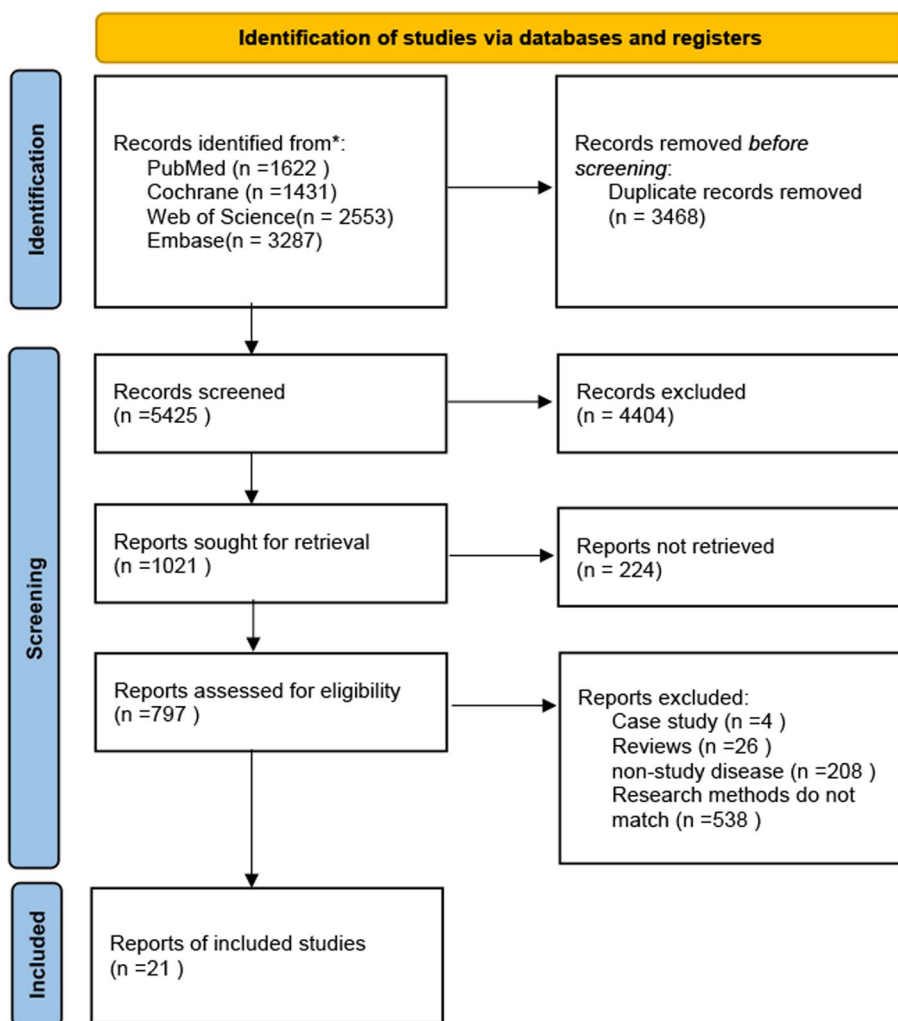 Identification of studies via databases and registers
Identification
Records identified from*:
PubMed (n =1622 )
Cochrane (n =1431)
Web of Science(n = 2553)
Embase(n = 3287)
Records removed before
screening:
Duplicate records removed
(n = 3468)
Screening
Records screened
(n =5425 )
Records excluded
(n = 4404)
Reports sought for retrieval
(n =1021 )
Reports not retrieved
(n = 224)
Reports assessed for eligibility
(n =797 )
Reports excluded:
Case study (n =4 )
Reviews (n =26 )
non-study disease (n =208 )
Research methods do not
match (n =538 )
Included
Reports of included studies
(n =21 )